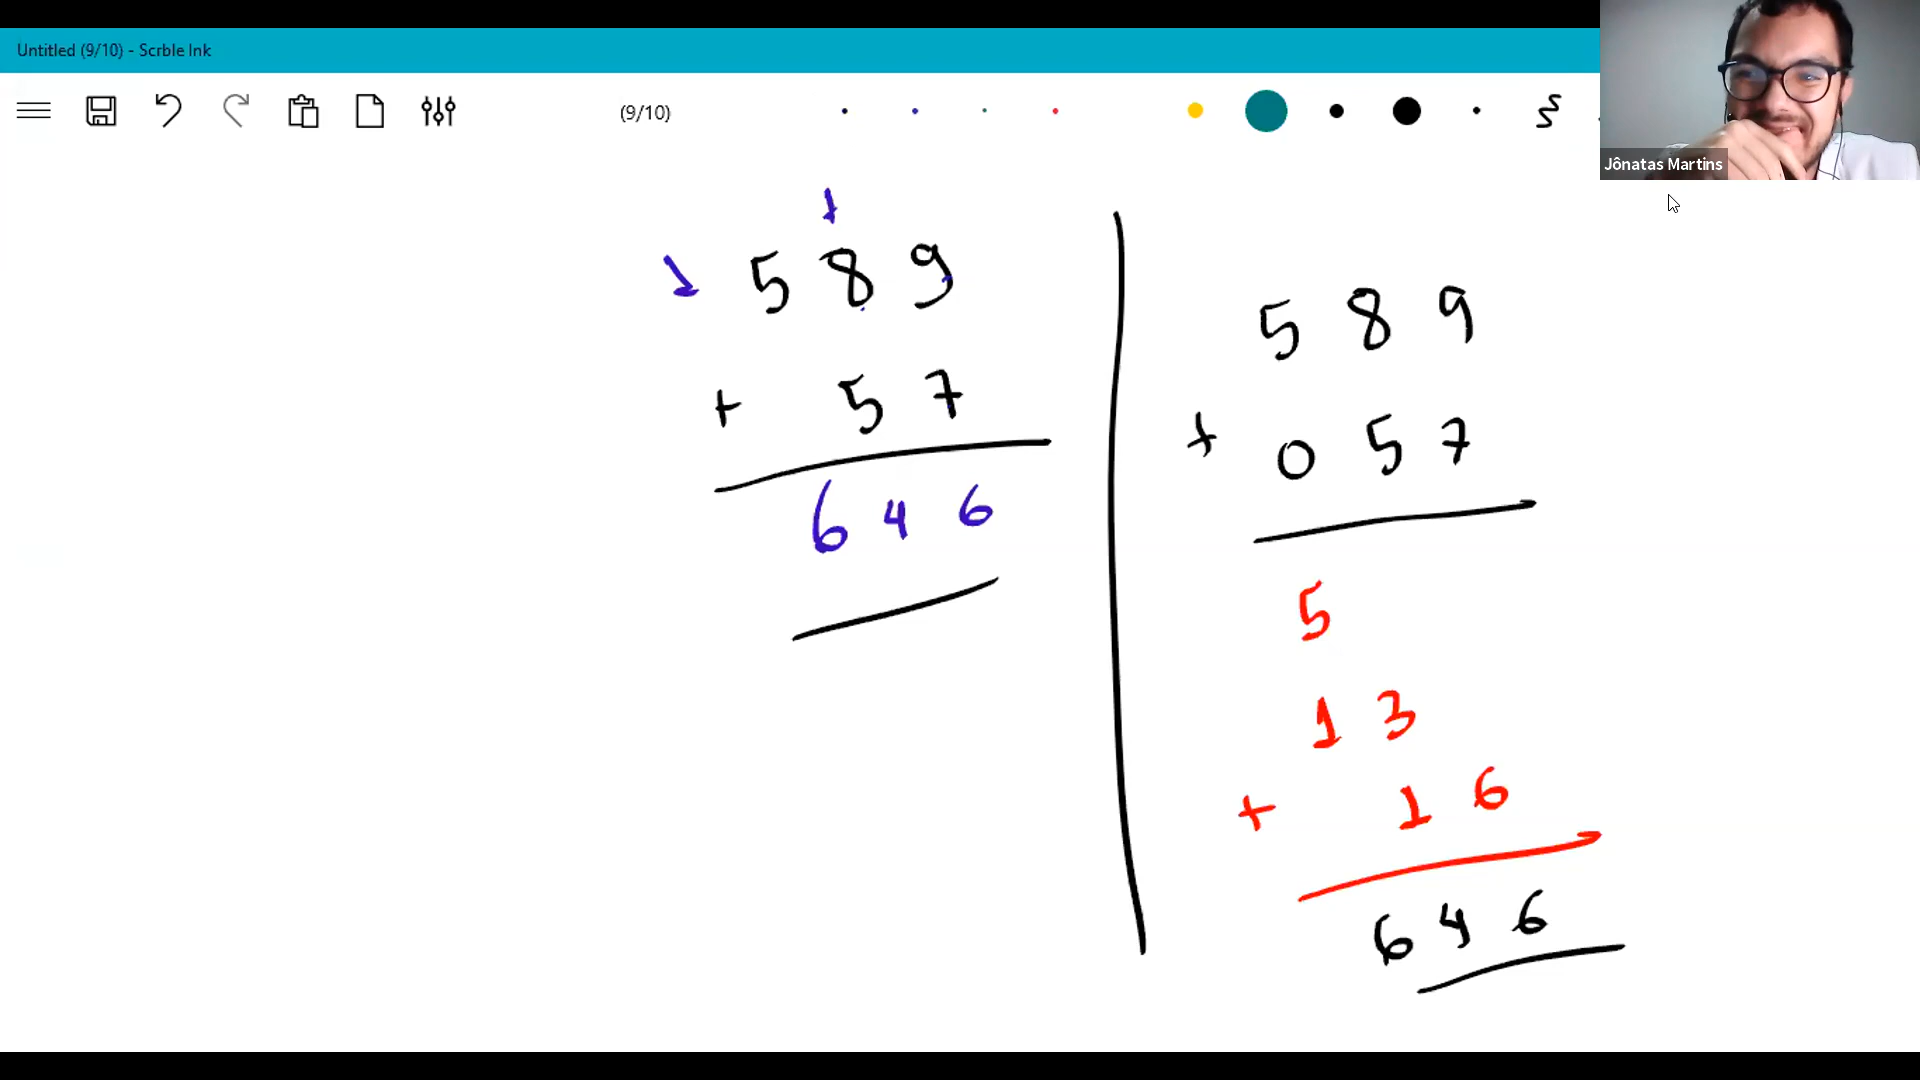 Untitled (9/10) - Scrble Ink
(9/10)
Jônatas Martins
1
1 5 8 9
+ 5 7
6 4 6
5 8 9
+ 0 5 7
5
1 3
+ 1 6
6 4 6